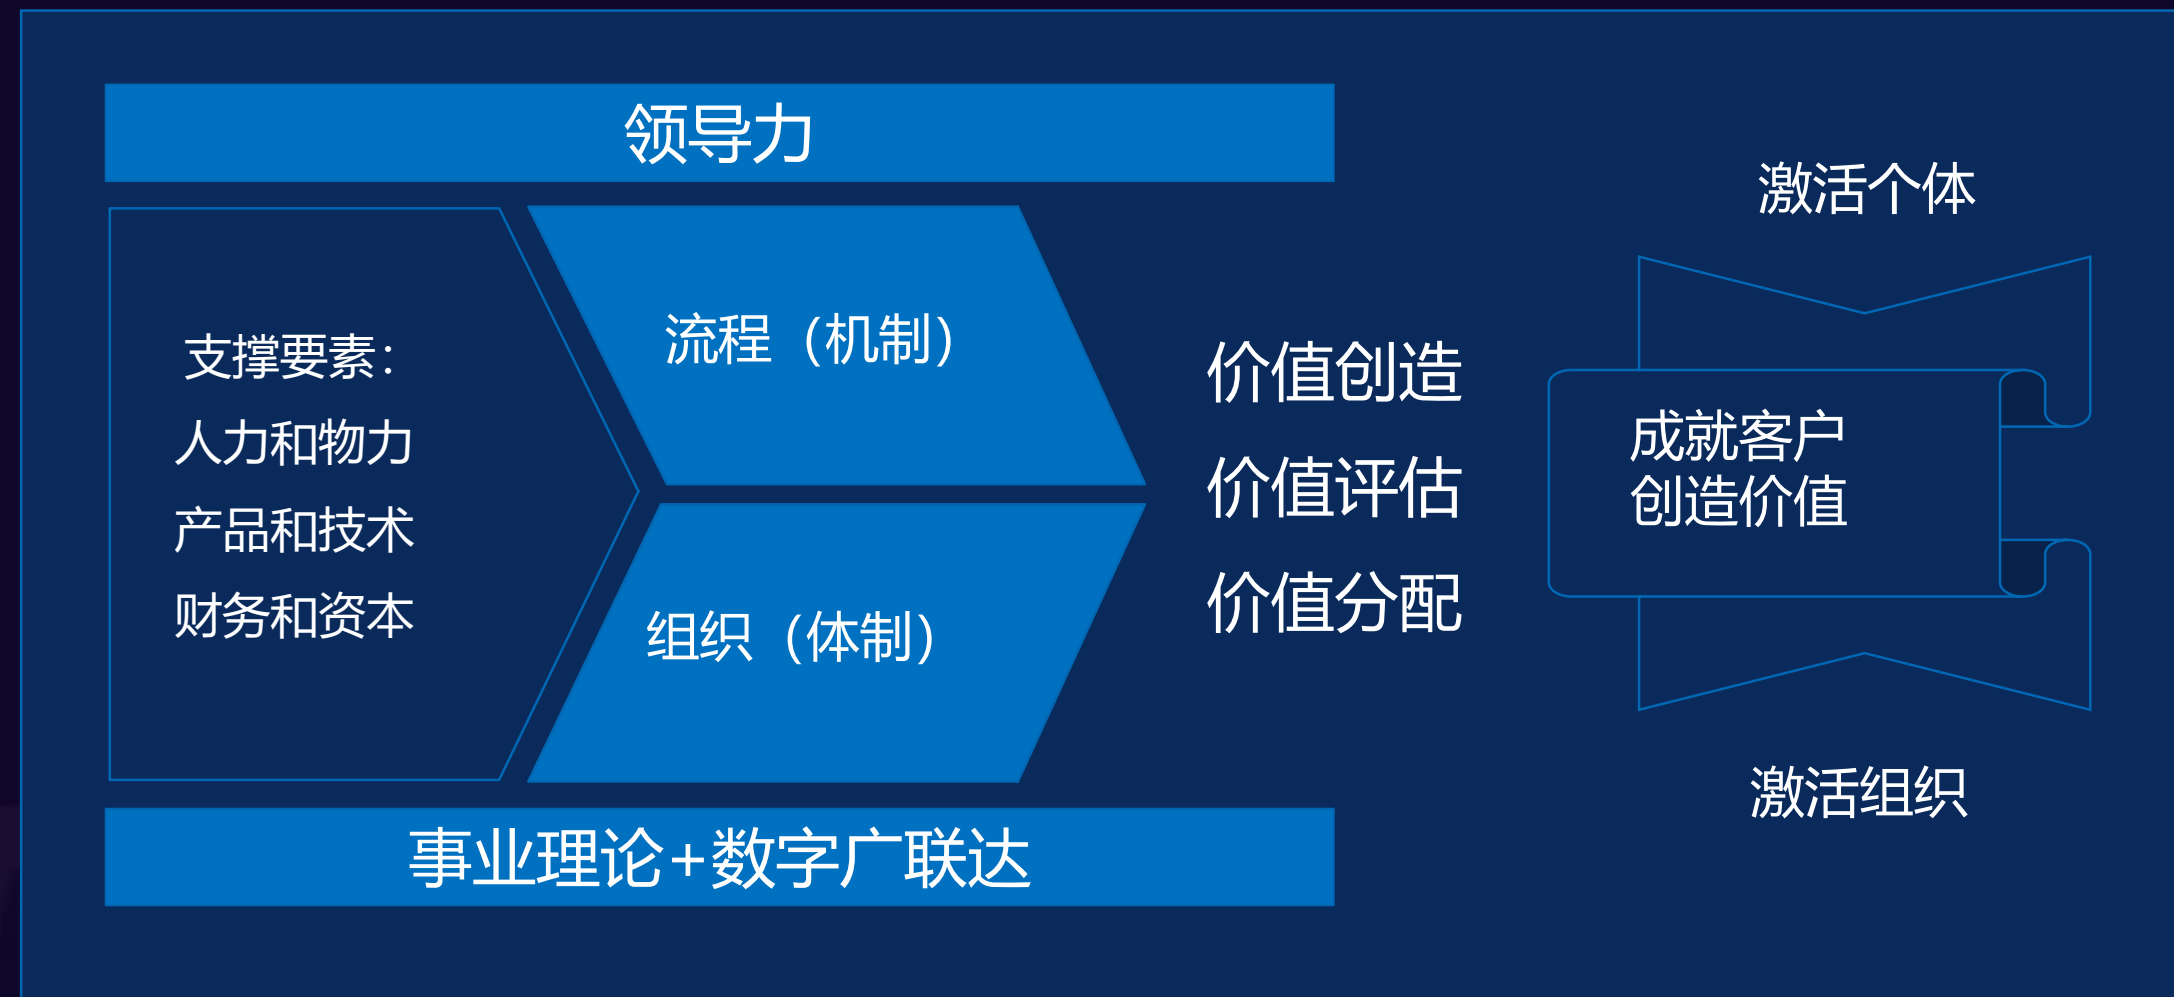 领导力
支撑要素：
人力和物力
产品和技术
财务和资本
流程（机制）
组织（体制）
价值创造
价值评估
价值分配
激活个体
成就客户
创造价值
激活组织
事业理论+数字广联达